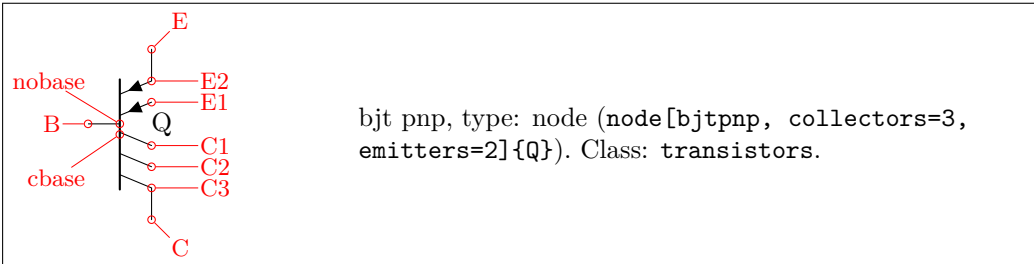 E
nobase
E2
E1
B
Q
C1
C2
cbase
C3
C
bjt pnp, type: node (node[bjtpnp, collectors=3,
emitters=2]{Q}). Class: transistors.